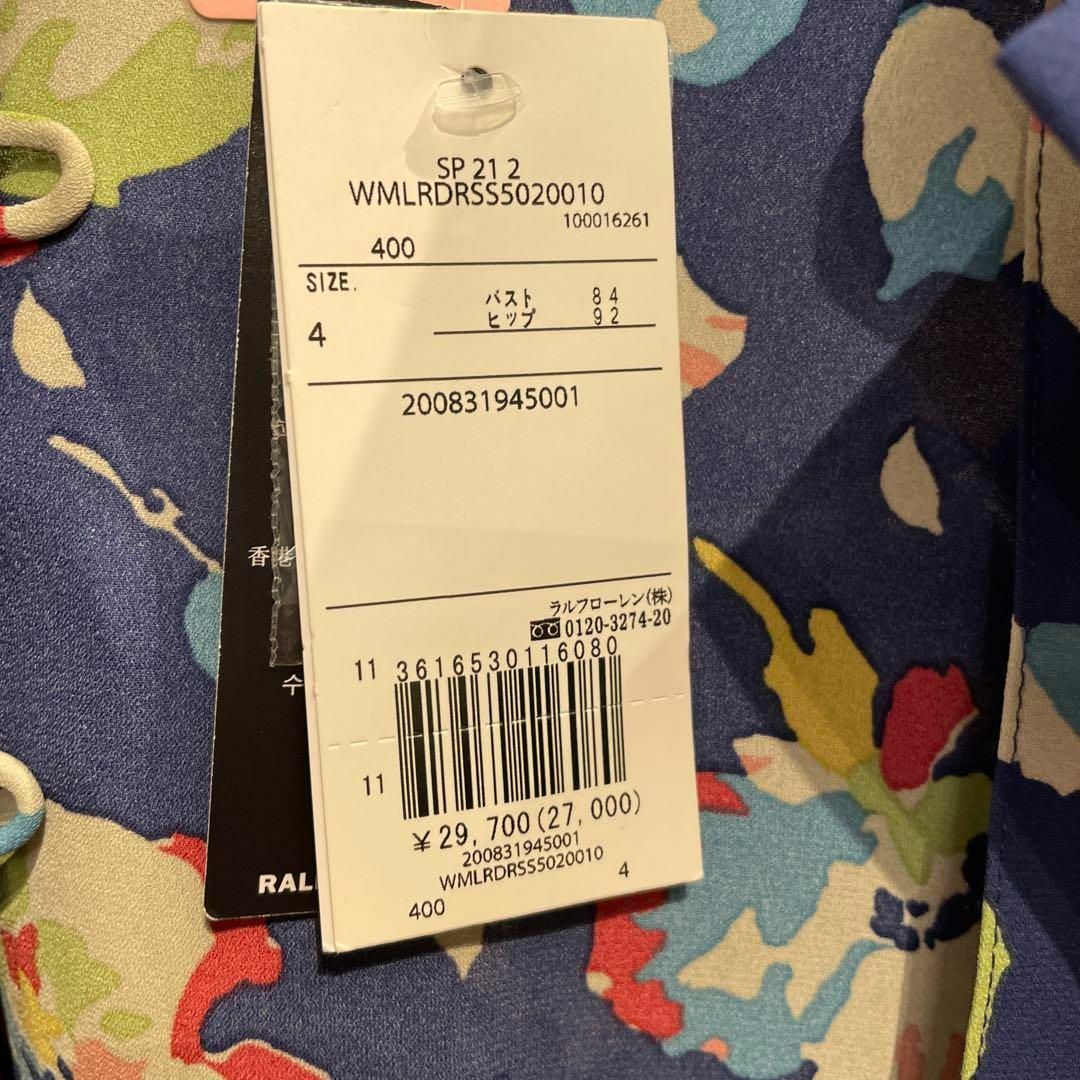 SP 21 2
WMLRDRSS5020010
100016261
400
SIZE.
バスト 84
4
ヒップ 92
200831945001
香港
ラルフローレン(株)
0120-3274-20
수
11 3616530116080
11
¥29,700(27,000)
200831945001
WMLRDRSS5020010
RAL
4
400